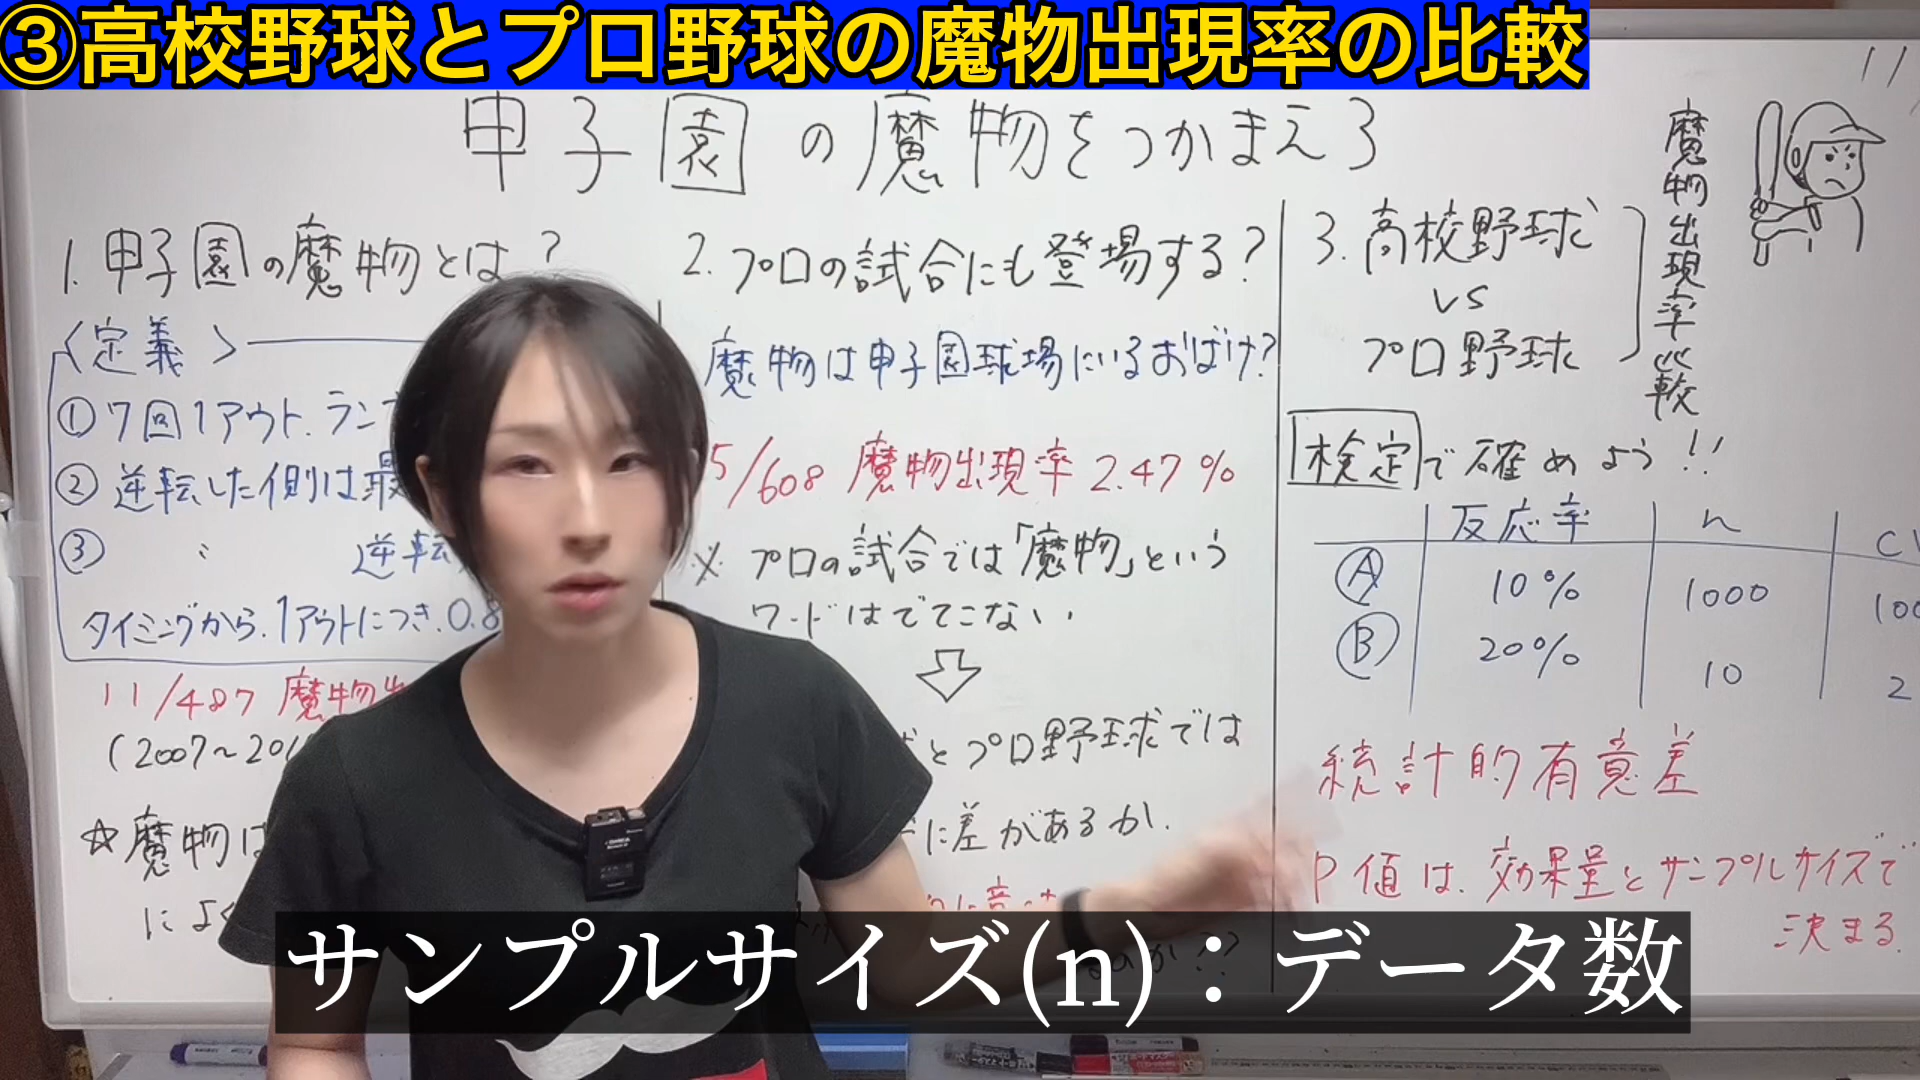 ③高校野球とプロ野球の魔物出現率の比較
甲子園の魔物をつかまえろ
1. 甲子園の魔物とは?
〈定義〉
① 7回1アウト.ラン
② 逆転した側は最
③ 〃 逆転
タイミングから.1アウトにつき.0.8
11/487 魔物出
(2007~201
☆魔物は
によ
2. プロの試合にも登場する?
魔物は甲子園球場にいるおばけ?
5/608 魔物出現率 2.47%
※ プロの試合では「魔物」という
ワードはでてこない.
とプロ野球では
に差があるか.
3. 高校野球
vs
プロ野球
魔物出現率比較
検定で確めよう!!
反応率 n CV
Ⓐ 10% 1000 100
Ⓑ 20% 10 2
統計的有意差
P値は.効果量とサンプルサイズで
決まる.
サンプルサイズ(n):データ数